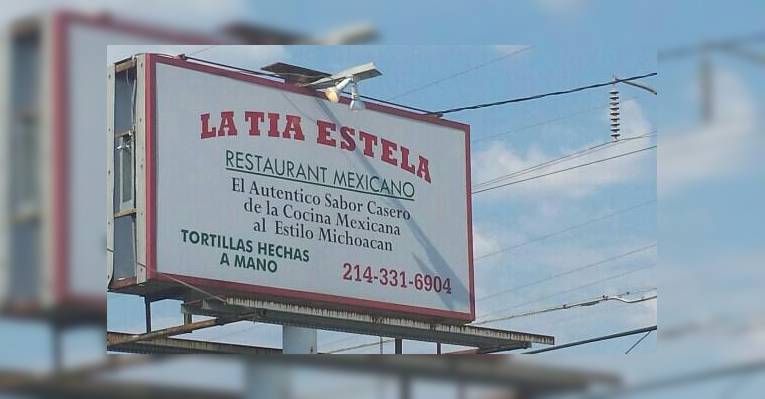 LA TIA ESTELA
RESTAURANT MEXICANO
El Autentico Sabor Casero
de la Cocina Mexicana
al Estilo Michoacan
TORTILLAS HECHAS
A MANO
214-331-6904